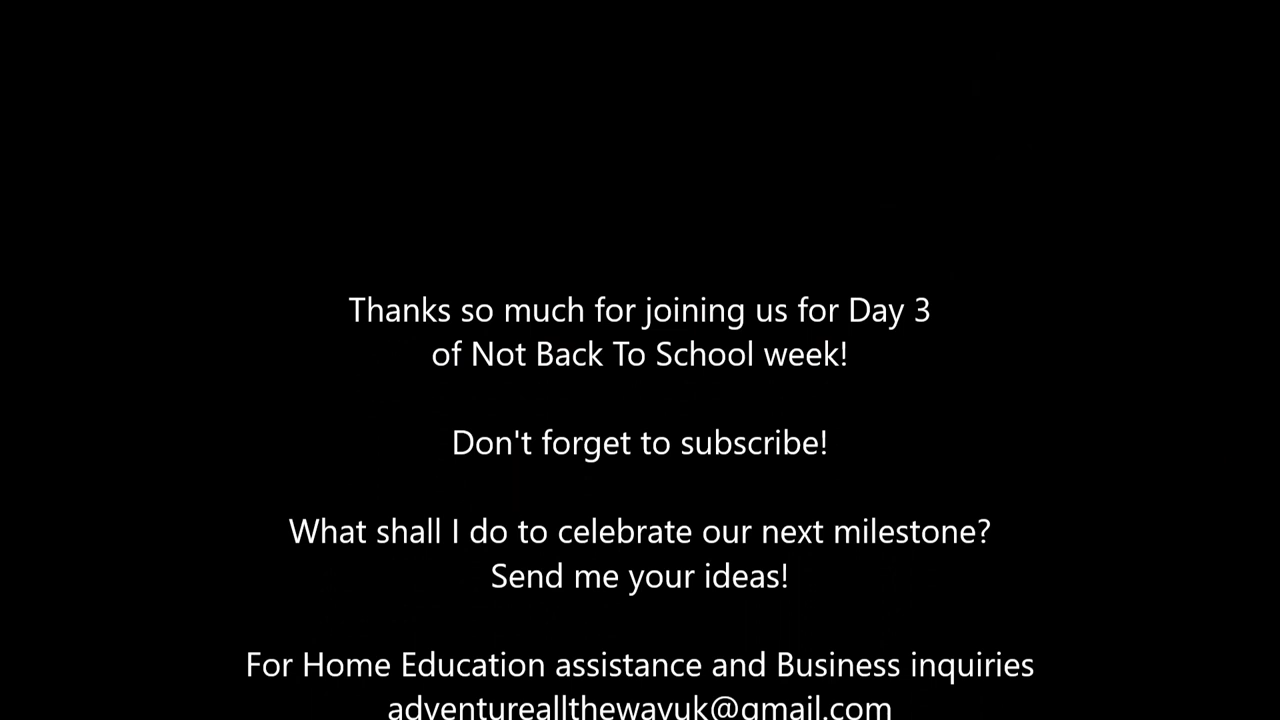 Thanks so much for joining us for Day 3
of Not Back To School week!
Don't forget to subscribe!
What shall I do to celebrate our next milestone?
Send me your ideas!
For Home Education assistance and Business inquiries
adventureallthewayuk@gmail.com